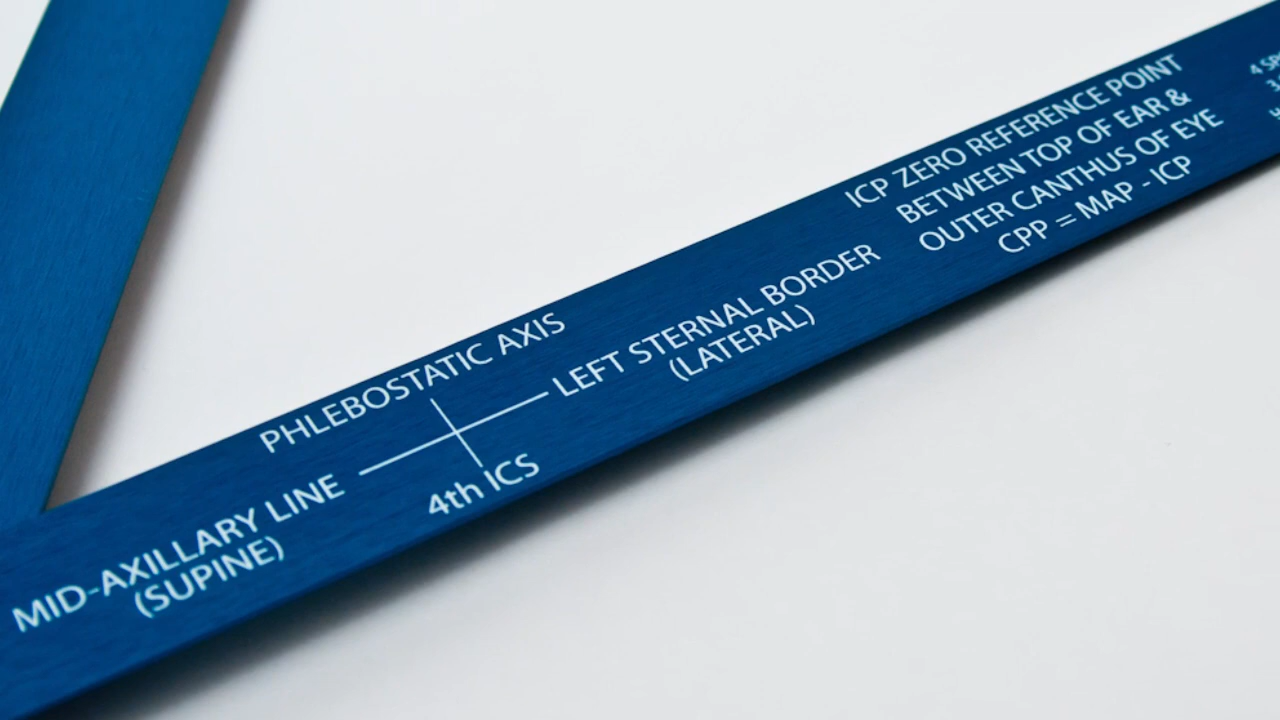 PHLEBOSTATIC AXIS
MID-AXILLARY LINE
(SUPINE)
4th ICS
LEFT STERNAL BORDER
(LATERAL)
ICP ZERO REFERENCE POINT
BETWEEN TOP OF EAR &
OUTER CANTHUS OF EYE
CPP = MAP - ICP